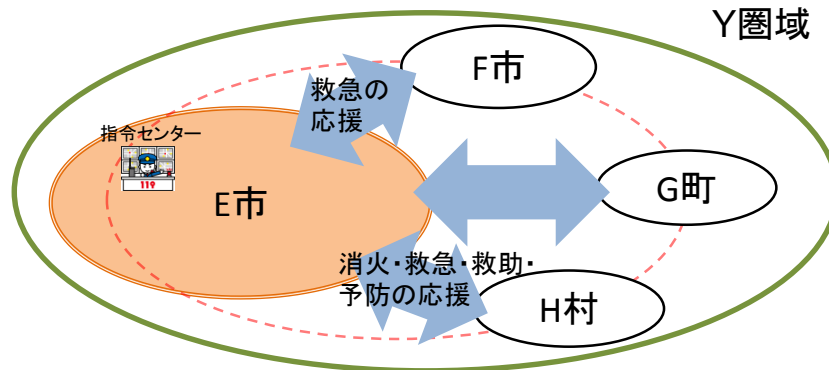 Y圏域
F市
救急の
応援
指令センター
119
E市
G町
消火・救急・救助・
予防の応援
H村